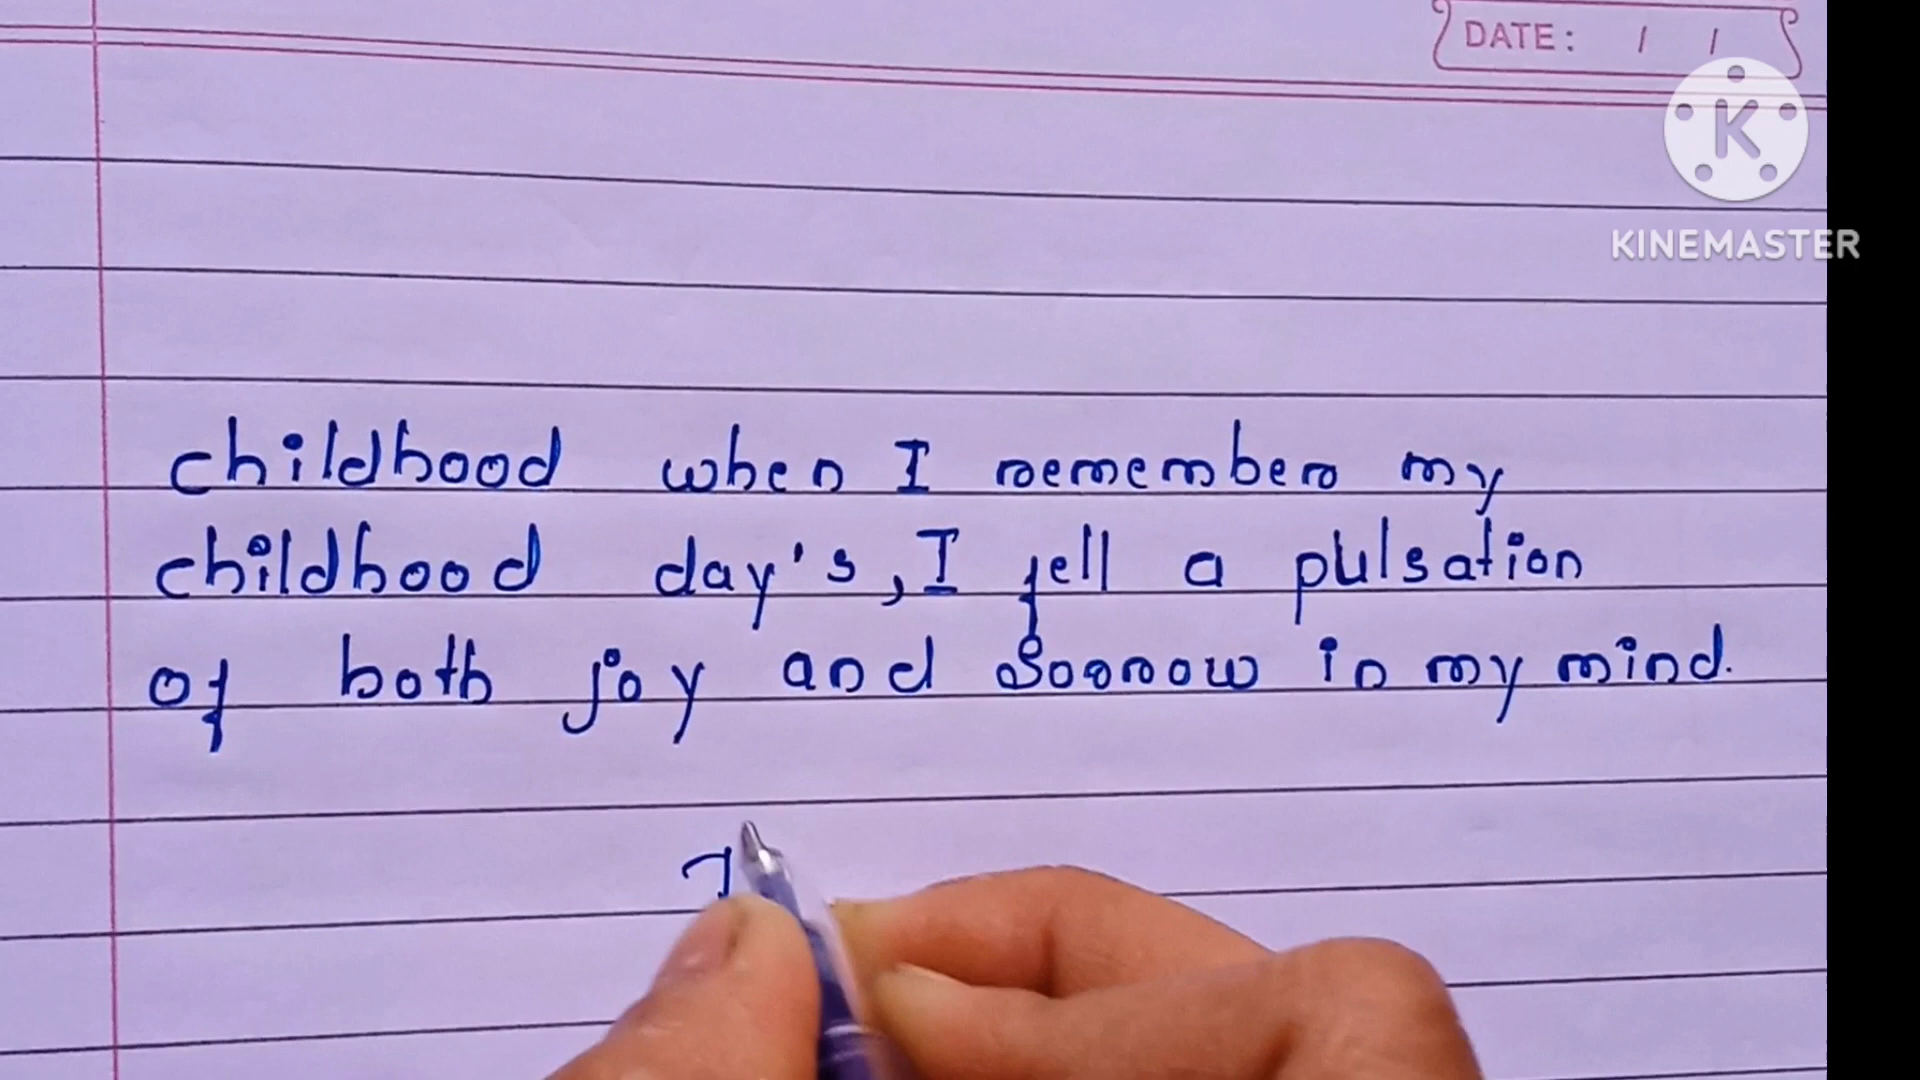 DATE: / /
K
KINEMASTER
childhood when I remember my
childhood day's, I fell a pulsation
of both joy and Sorrow in my mind.